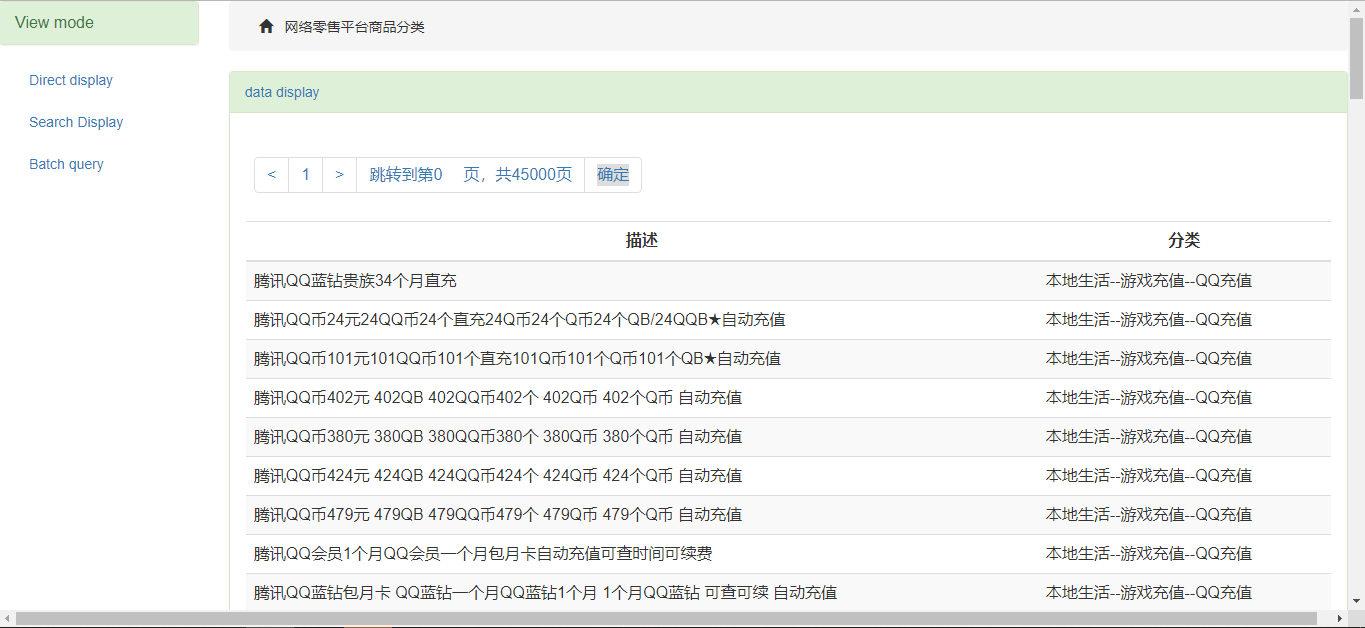 View mode
网络零售平台商品分类
Direct display
Search Display
Batch query
data display
< 1 > 跳转到第0 页，共45000页 确定
描述 分类
腾讯QQ蓝钻贵族34个月直充 本地生活--游戏充值--QQ充值
腾讯QQ币24元24QQ币24个直充24Q币24个Q币24个QB/24QQB★自动充值 本地生活--游戏充值--QQ充值
腾讯QQ币101元101QQ币101个直充101Q币101个Q币101个QB★自动充值 本地生活--游戏充值--QQ充值
腾讯QQ币402元 402QB 402QQ币402个 402Q币 402个Q币 自动充值 本地生活--游戏充值--QQ充值
腾讯QQ币380元 380QB 380QQ币380个 380Q币 380个Q币 自动充值 本地生活--游戏充值--QQ充值
腾讯QQ币424元 424QB 424QQ币424个 424Q币 424个Q币 自动充值 本地生活--游戏充值--QQ充值
腾讯QQ币479元 479QB 479QQ币479个 479Q币 479个Q币 自动充值 本地生活--游戏充值--QQ充值
腾讯QQ会员1个月QQ会员一个月包月卡自动充值可查时间可续费 本地生活--游戏充值--QQ充值
腾讯QQ蓝钻包月卡 QQ蓝钻一个月QQ蓝钻1个月 1个月QQ蓝钻 可查可续 自动充值 本地生活--游戏充值--QQ充值